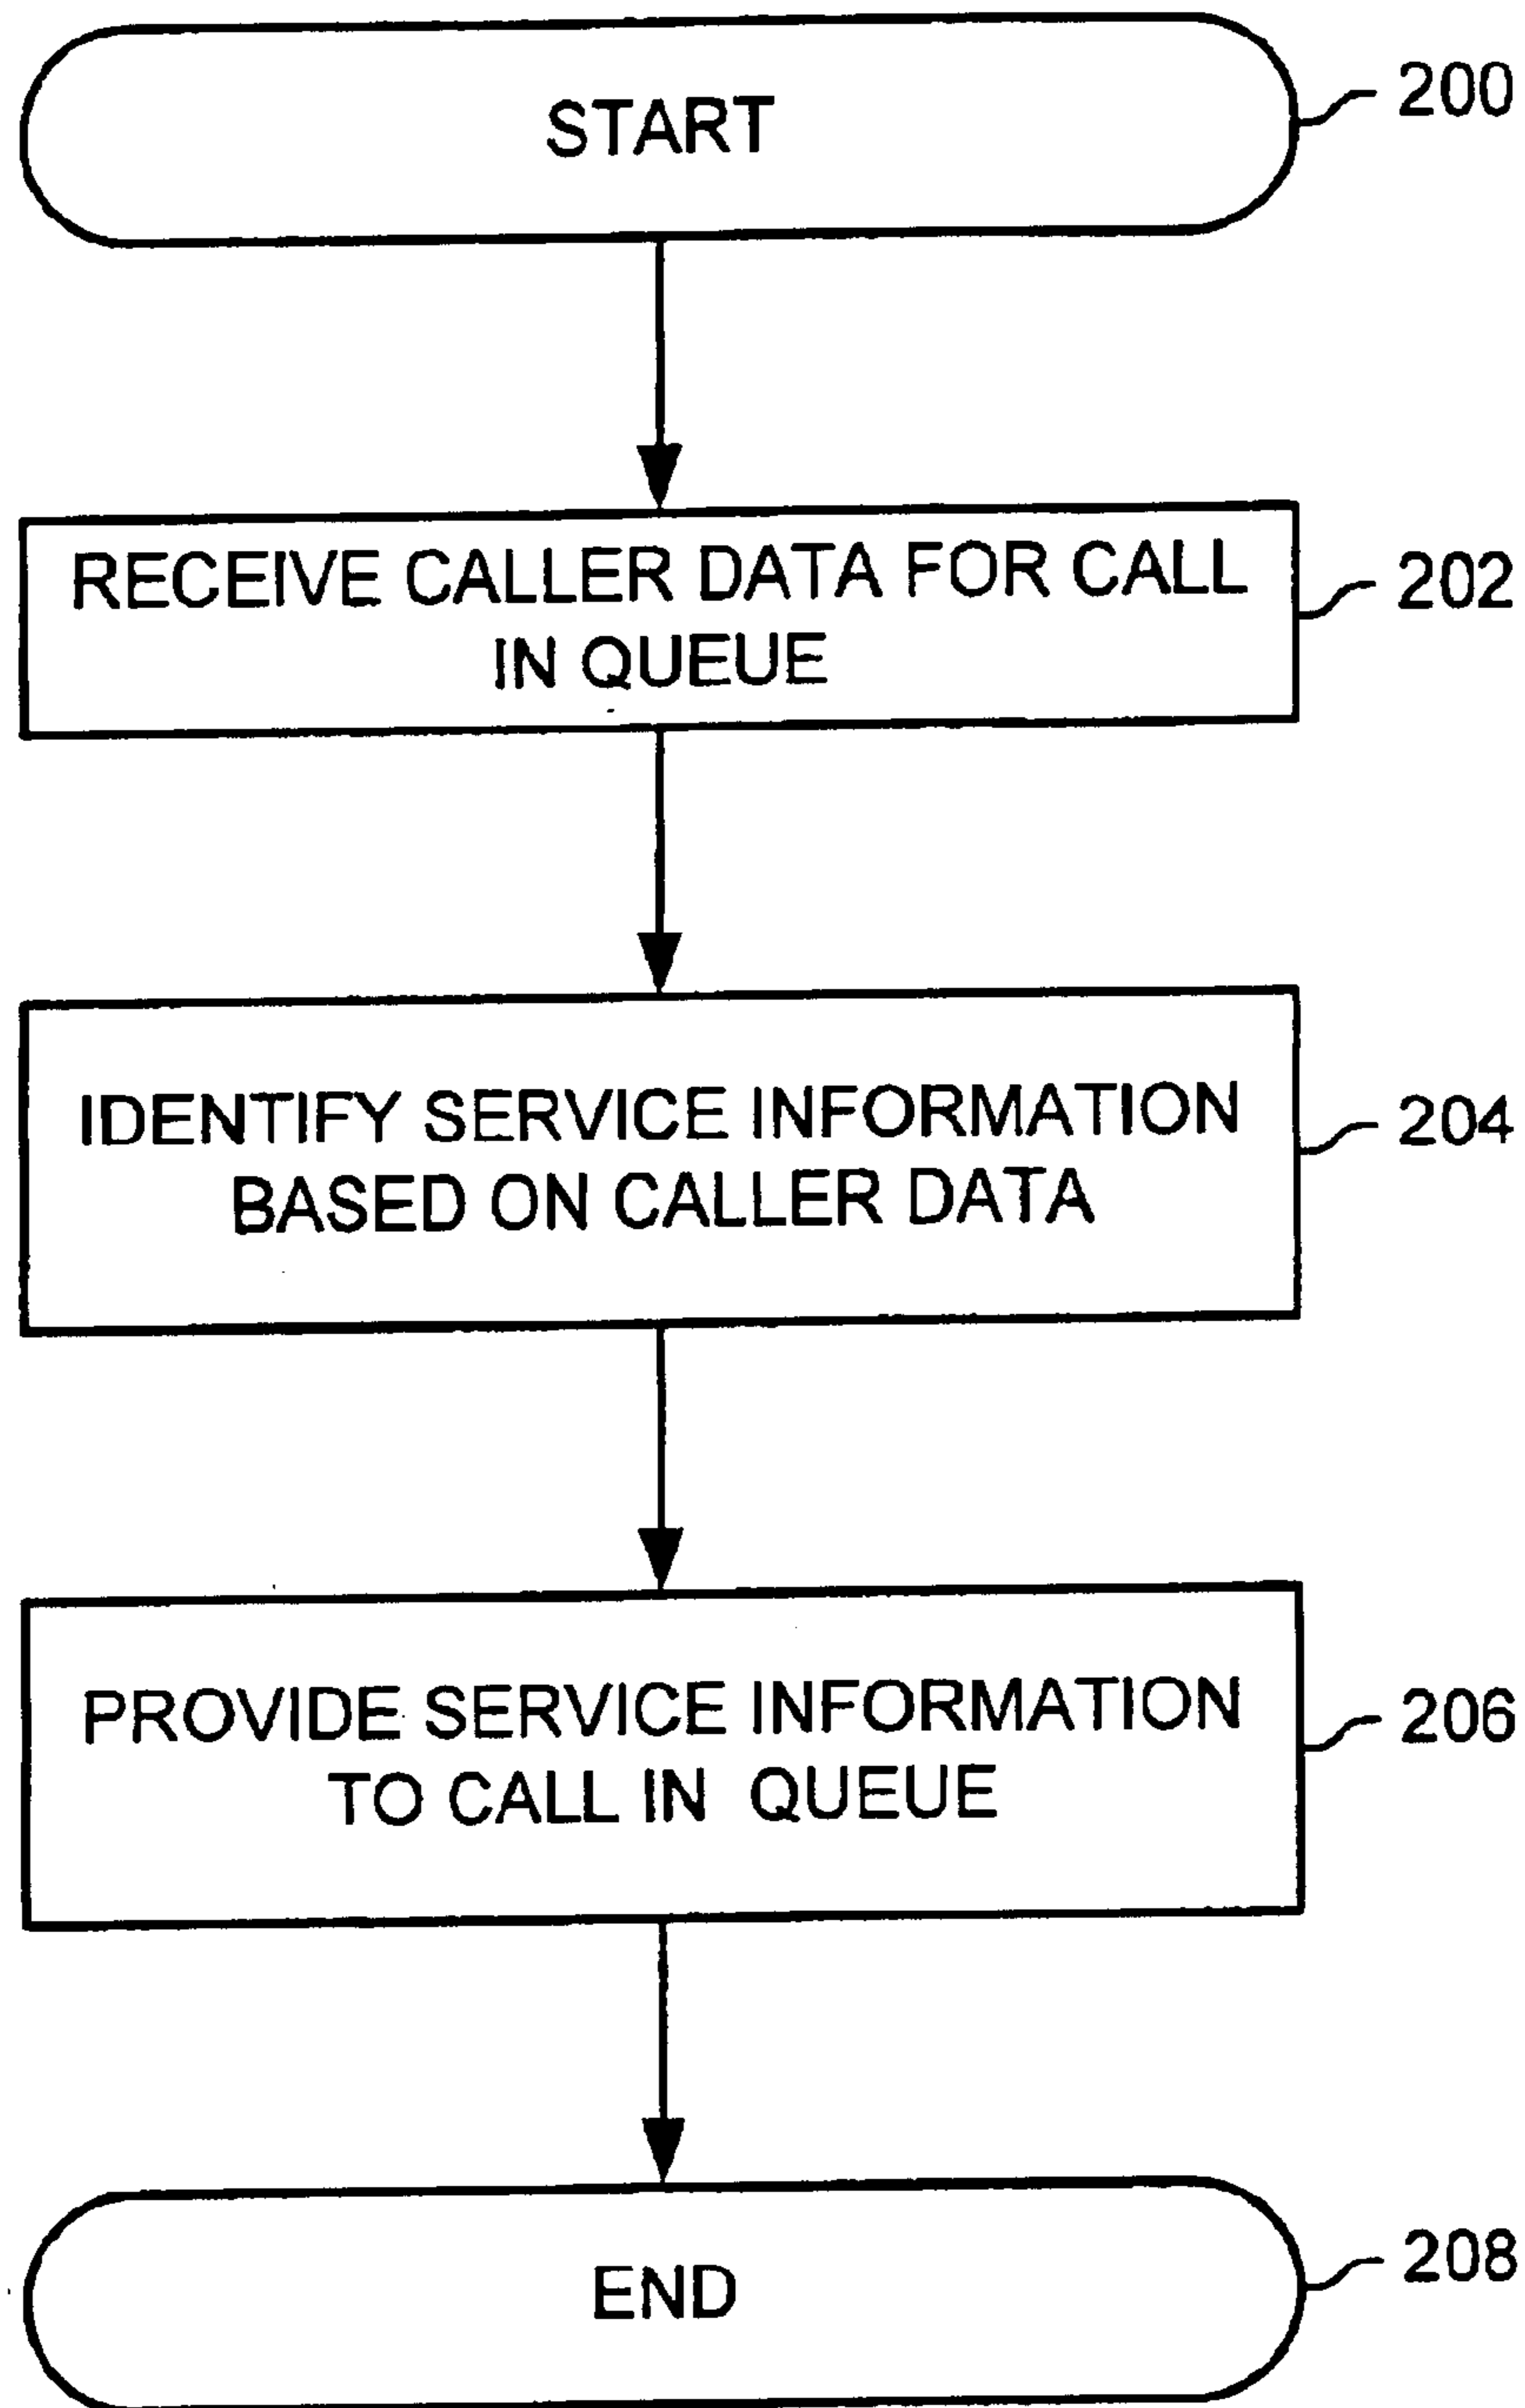 START
200
RECEIVE CALLER DATA FOR CALL
IN QUEUE
202
IDENTIFY SERVICE INFORMATION
BASED ON CALLER DATA
204
PROVIDE SERVICE INFORMATION
TO CALL IN QUEUE
206
END
208